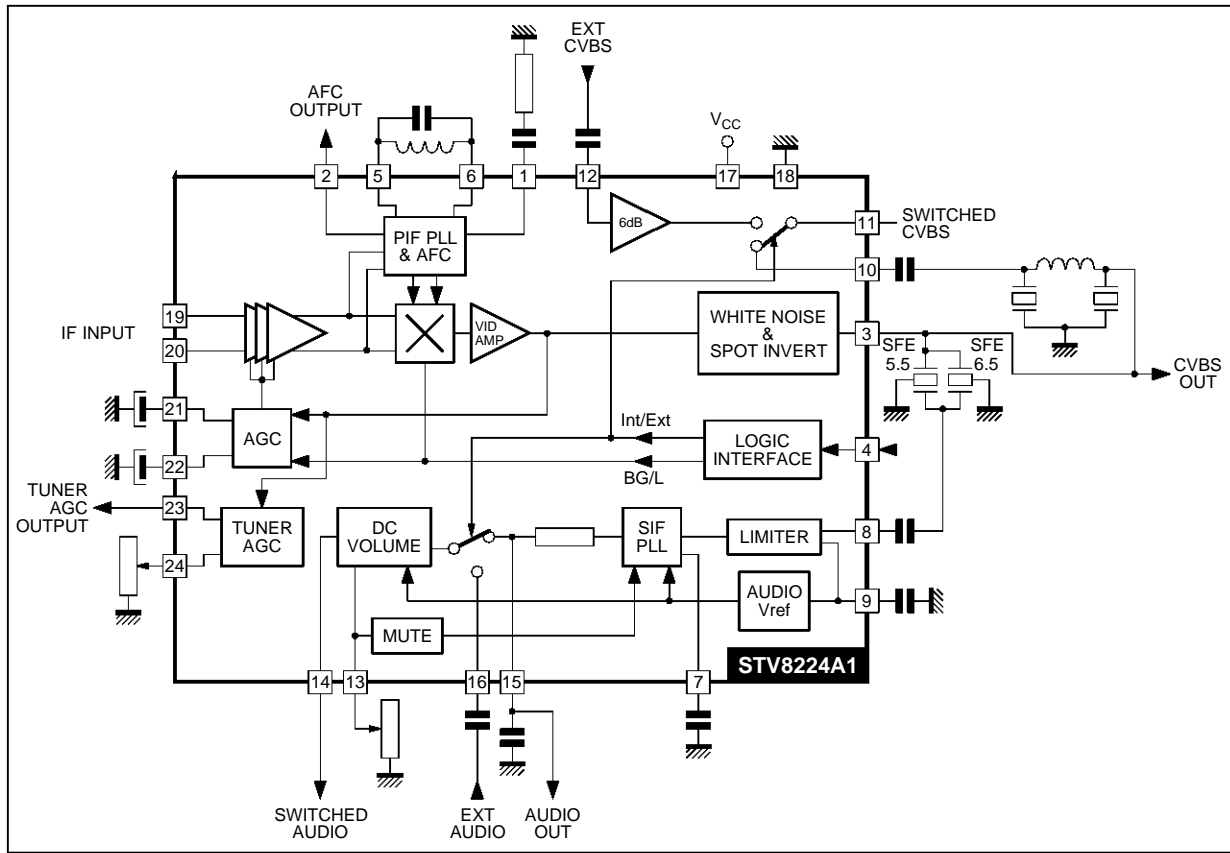 EXT
CVBS
AFC
OUTPUT
VCC
2
5
6
1
12
17
18
6dB
11
SWITCHED
CVBS
PIF PLL
& AFC
10
19
IF INPUT
20
VID
AMP
WHITE NOISE
&
SPOT INVERT
3
SFE
5.5
SFE
6.5
CVBS
OUT
21
AGC
Int/Ext
LOGIC
INTERFACE
4
22
BG/L
TUNER
AGC
OUTPUT
23
TUNER
AGC
DC
VOLUME
SIF
PLL
LIMITER
8
24
AUDIO
Vref
9
MUTE
STV8224A1
14
13
16
15
7
SWITCHED
AUDIO
EXT
AUDIO
AUDIO
OUT